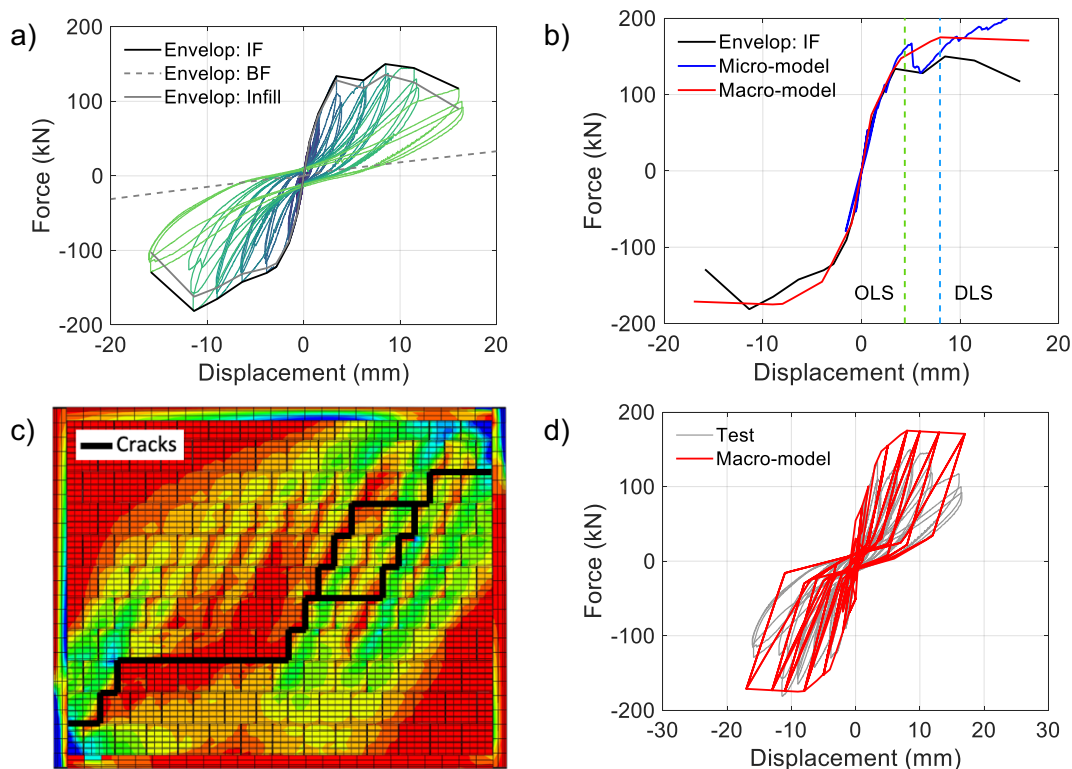 a)
200
100
0
-100
-200
Force (kN)
Envelop: IF
Envelop: BF
Envelop: Infill
-20
-10
0
10
20
Displacement (mm)
b)
200
100
0
-100
-200
Force (kN)
Envelop: IF
Micro-model
Macro-model
OLS
DLS
-20
-10
0
10
20
Displacement (mm)
c)
Cracks
d)
200
100
0
-100
-200
Force (kN)
Test
Macro-model
-30
-20
-10
0
10
20
30
Displacement (mm)